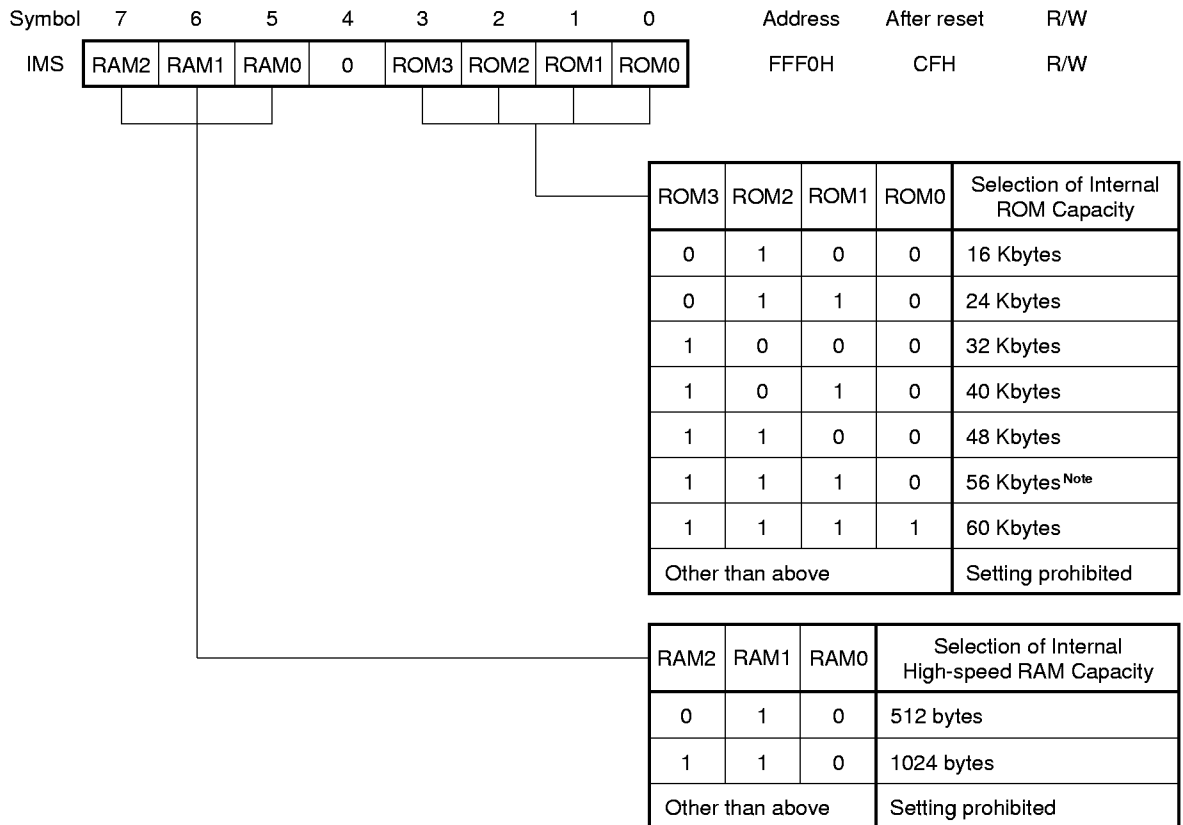 Symbol 7 6 5 4 3 2 1 0 Address After reset R/W
IMS RAM2 RAM1 RAM0 0 ROM3 ROM2 ROM1 ROM0 FFF0H CFH R/W
ROM3 ROM2 ROM1 ROM0 Selection of Internal
ROM Capacity
0 1 0 0 16 Kbytes
0 1 1 0 24 Kbytes
1 0 0 0 32 Kbytes
1 0 1 0 40 Kbytes
1 1 0 0 48 Kbytes
1 1 1 0 56 Kbytes Note
1 1 1 1 60 Kbytes
Other than above Setting prohibited
RAM2 RAM1 RAM0 Selection of Internal
High-speed RAM Capacity
0 1 0 512 bytes
1 1 0 1024 bytes
Other than above Setting prohibited